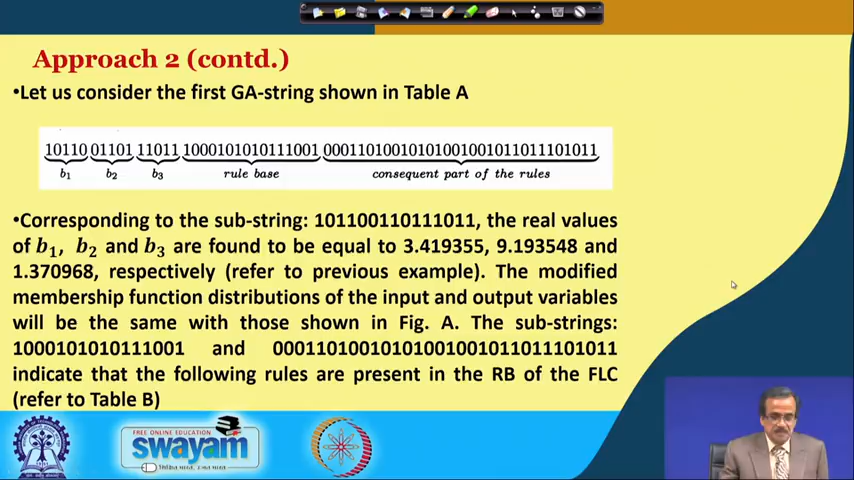 Approach 2 (contd.)
•Let us consider the first GA-string shown in Table A
10110 01101 11011 1000101010111001 00011010010101001001011011101011
b1 b2 b3 rule base consequent part of the rules
•Corresponding to the sub-string: 101100110111011, the real values
of b1, b2 and b3 are found to be equal to 3.419355, 9.193548 and
1.370968, respectively (refer to previous example). The modified
membership function distributions of the input and output variables
will be the same with those shown in Fig. A. The sub-strings:
1000101010111001 and 00011010010101001001011011101011
indicate that the following rules are present in the RB of the FLC
(refer to Table B)
FREE ONLINE EDUCATION
swayam